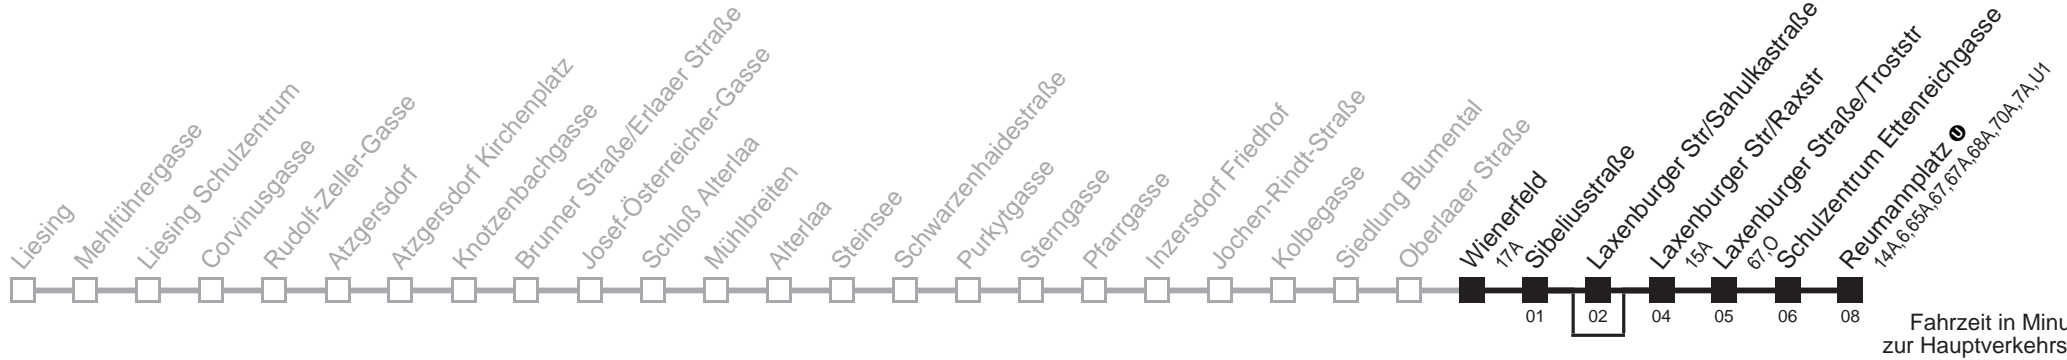 Liesing
Mehlführergasse
Liesing Schulzentrum
Corvinusgasse
Rudolf-Zeller-Gasse
Atzgersdorf
Atzgersdorf Kirchenplatz
Knotzenbachgasse
Brunner Straße/Erlaaer Straße
Josef-Österreicher-Gasse
Schloß Alterlaa
Mühlbreiten
Alterlaa
Steinsee
Schwarzenhaidestraße
Purkytgasse
Sterngasse
Pfarrgasse
Inzersdorf Friedhof
Jochen-Rindt-Straße
Kolbegasse
Siedlung Blumental
Oberlaaer Straße
Wienerfeld
17A
Sibeliusstraße
Laxenburger Str/Sahulkastraße
Laxenburger Str/Raxstr
15A
Laxenburger Straße/Troststr
67,O
Schulzentrum Ettenreichgasse
Reumannplatz U
14A,6,65A,67,67A,68A,70A,7A,U1
01 02 04 05 06 08
Fahrzeit in Minu
zur Hauptverkehrs